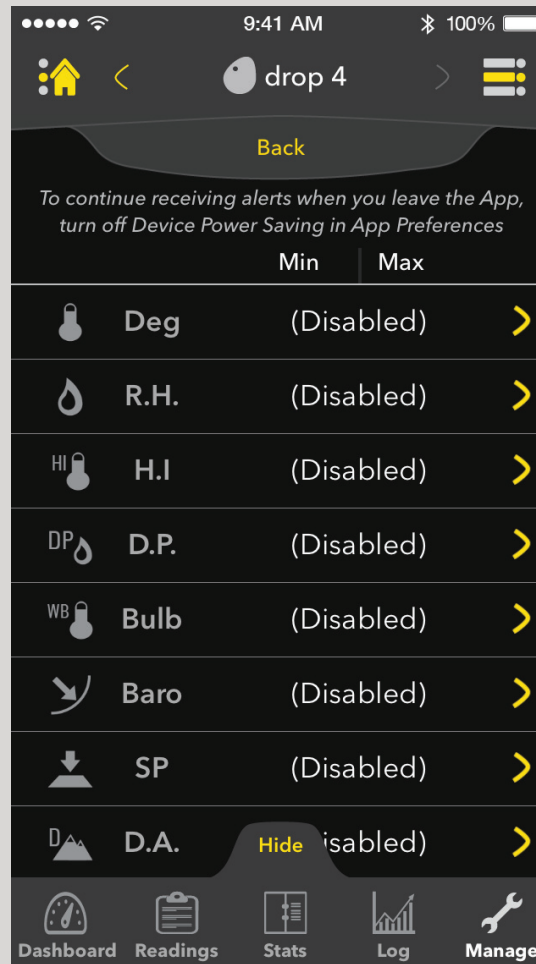 9:41 AM 100%
drop 4
Back
To continue receiving alerts when you leave the App,
turn off Device Power Saving in App Preferences
Min Max
Deg (Disabled)
R.H. (Disabled)
HI H.I (Disabled)
DP D.P. (Disabled)
WB Bulb (Disabled)
Baro (Disabled)
SP (Disabled)
D D.A. isabled)
Hide
Dashboard Readings Stats Log Manage